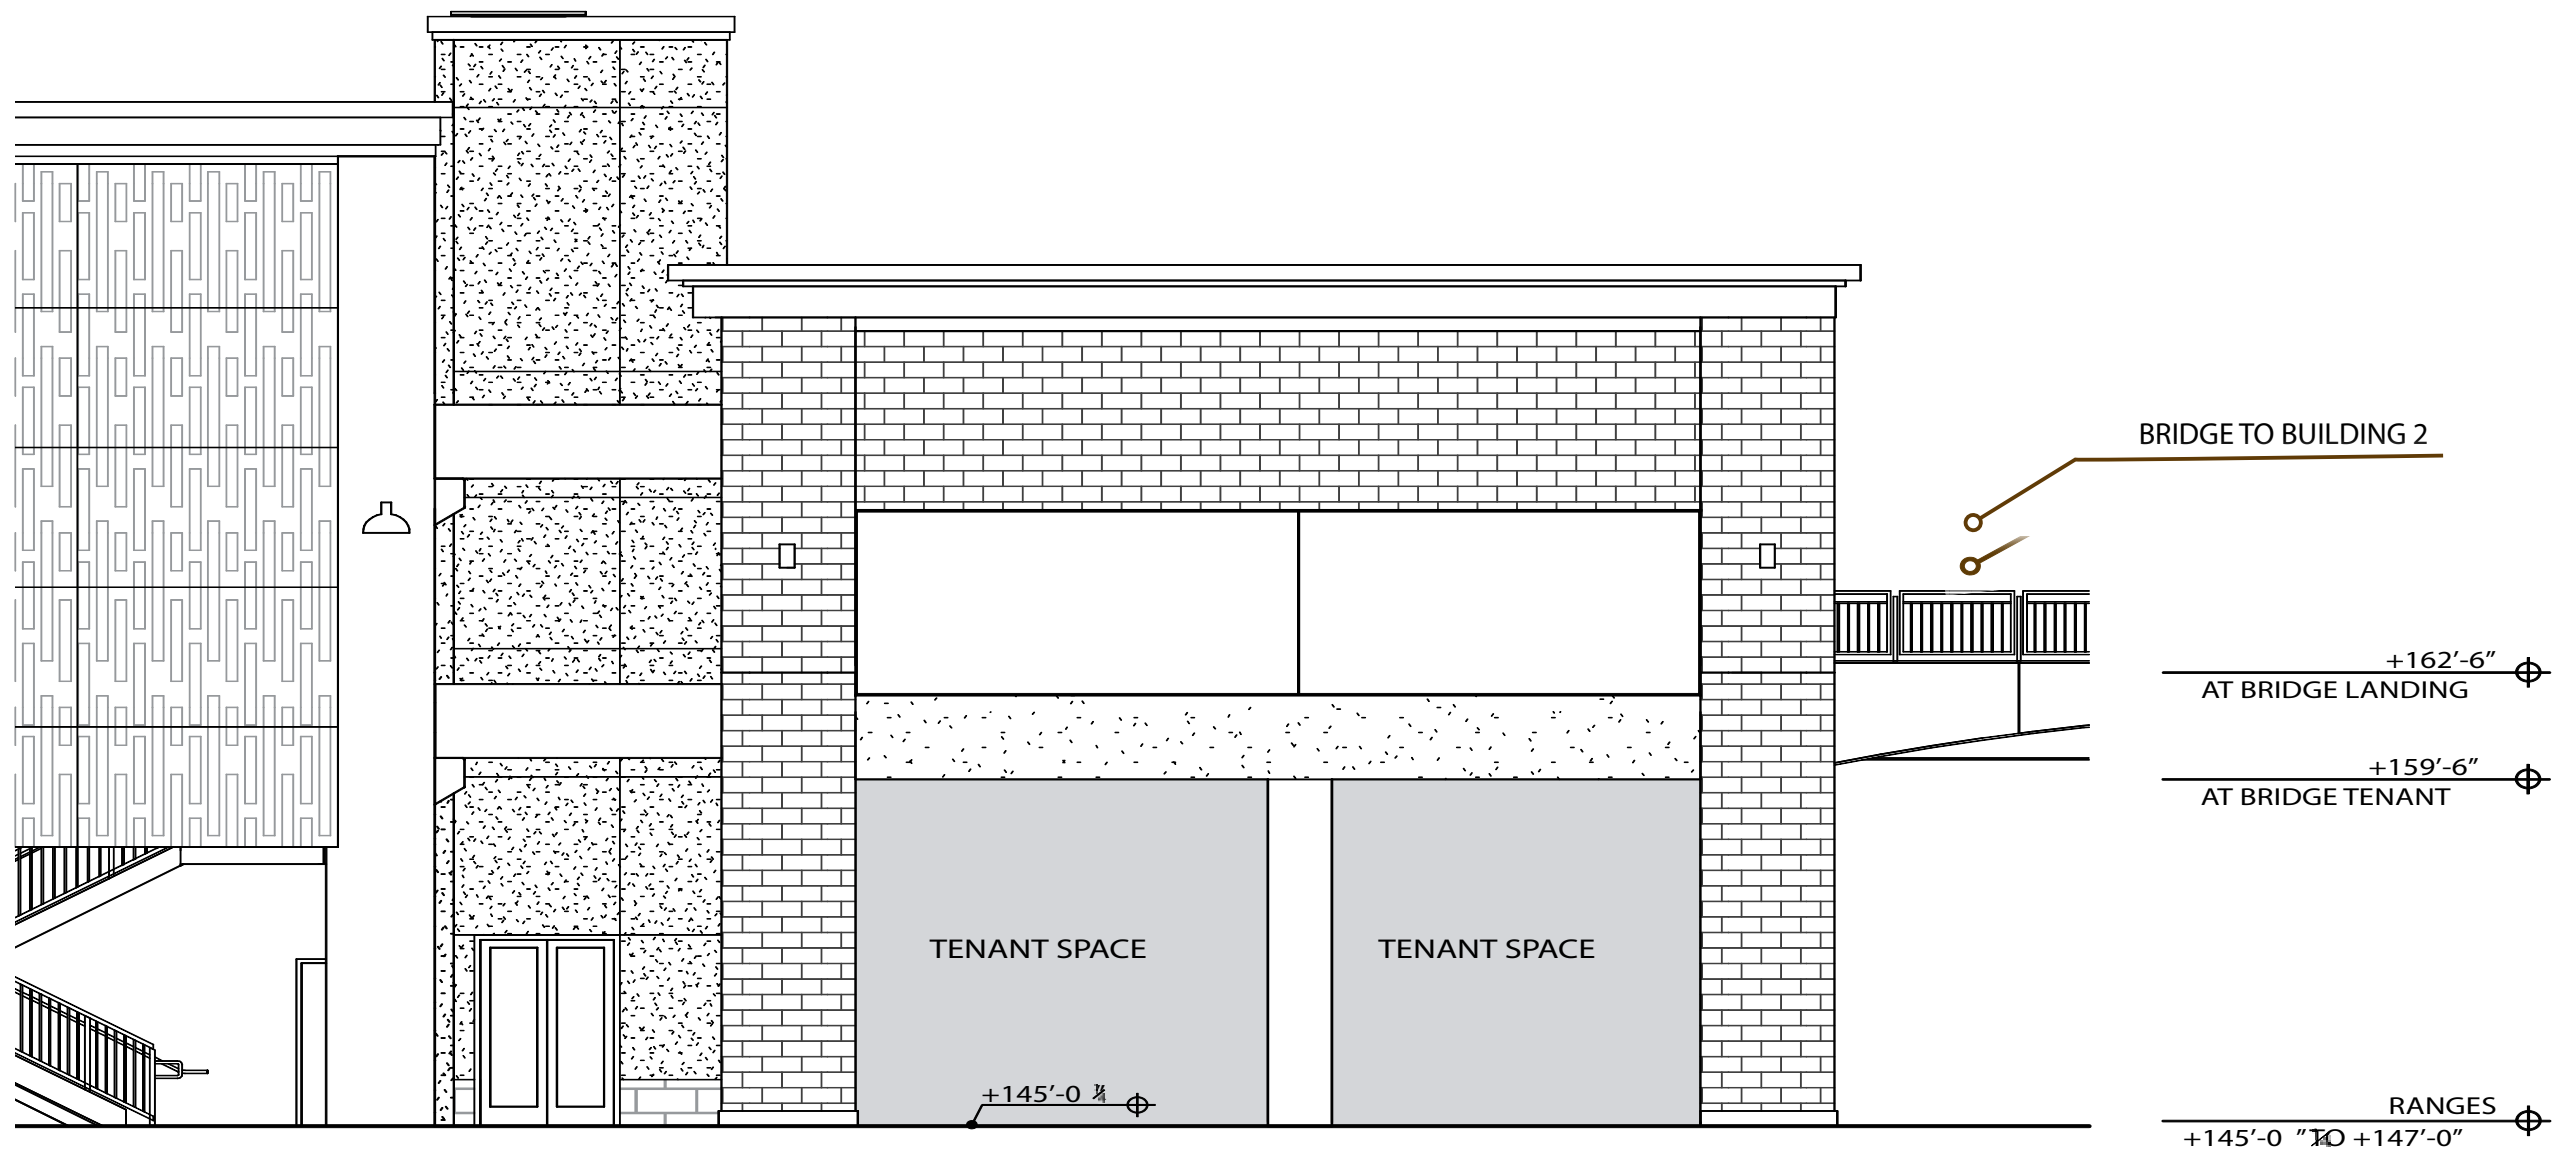 BRIDGE TO BUILDING 2
+162’-6”
AT BRIDGE LANDING
+159’-6”
AT BRIDGE TENANT
TENANT SPACE
TENANT SPACE
+145’-0
RANGES
+145’-0 ” TO +147’-0”